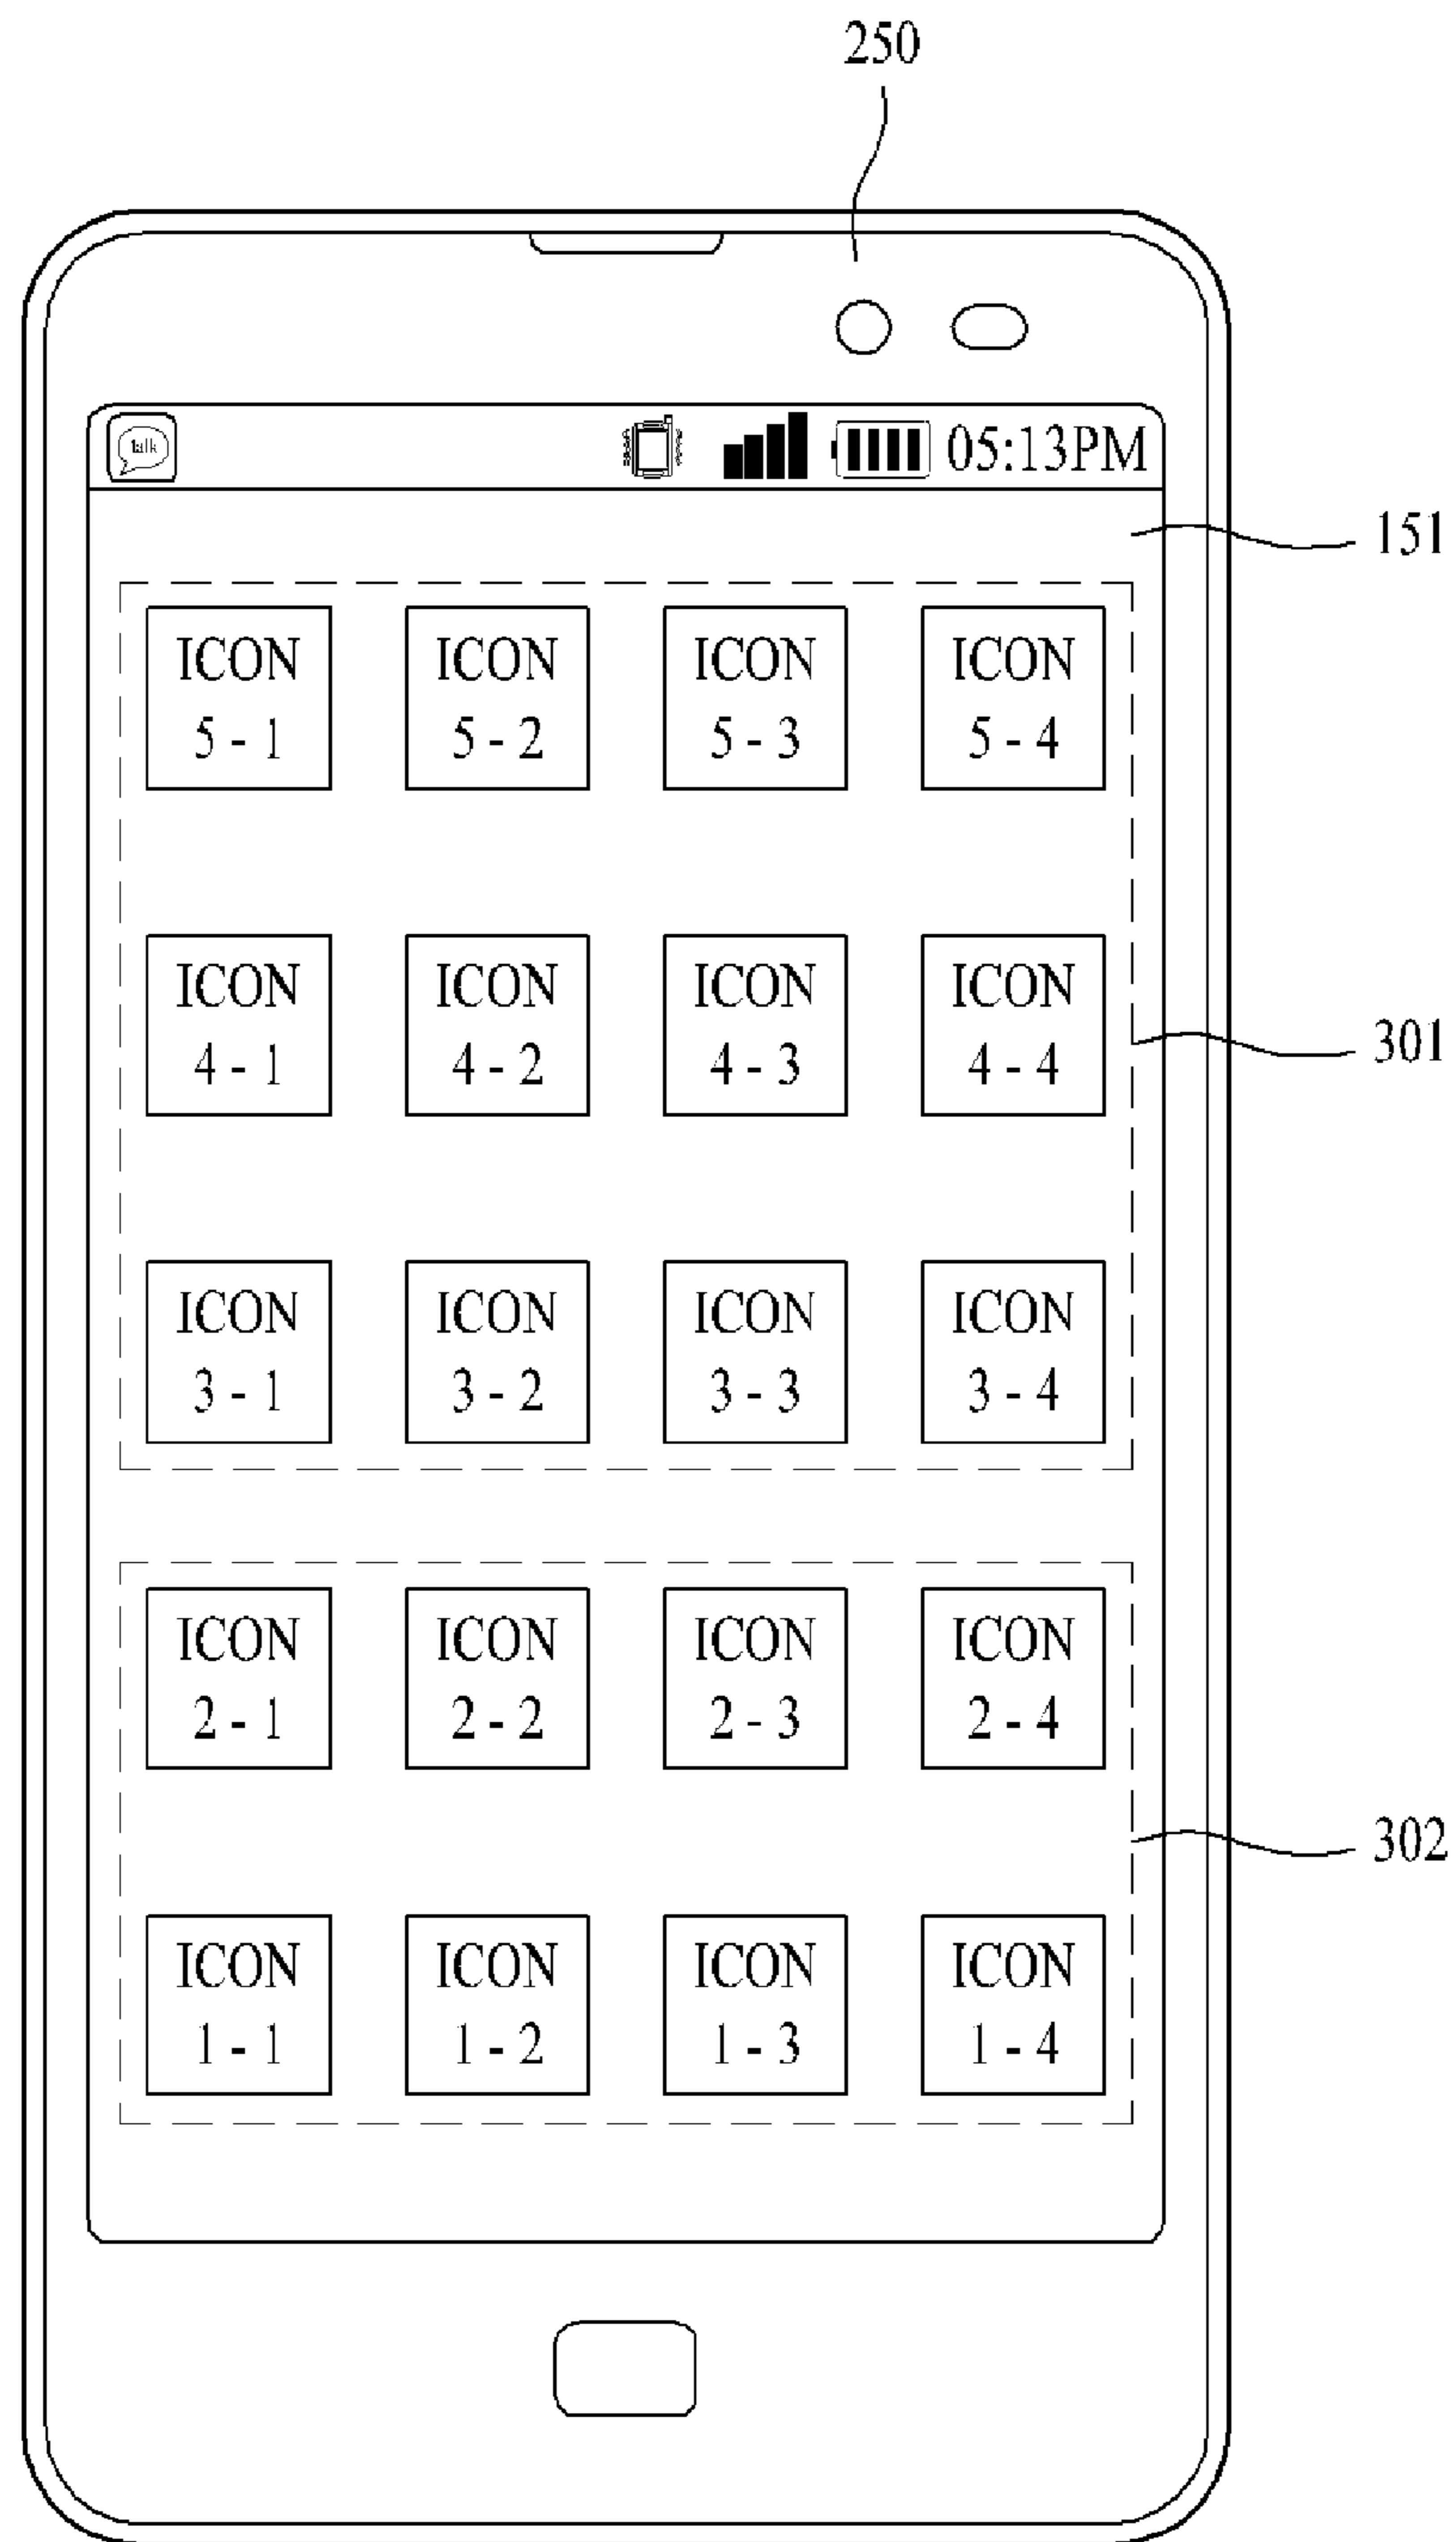 250
talk
05:13PM
151
ICON ICON ICON ICON
5 - 1 5 - 2 5 - 3 5 - 4
ICON ICON ICON ICON
301
4 - 1 4 - 2 4 - 3 4 - 4
ICON ICON ICON ICON
3 - 1 3 - 2 3 - 3 3 - 4
ICON ICON ICON ICON
2 - 1 2 - 2 2 - 3 2 - 4
302
ICON ICON ICON ICON
1 - 1 1 - 2 1 - 3 1 - 4